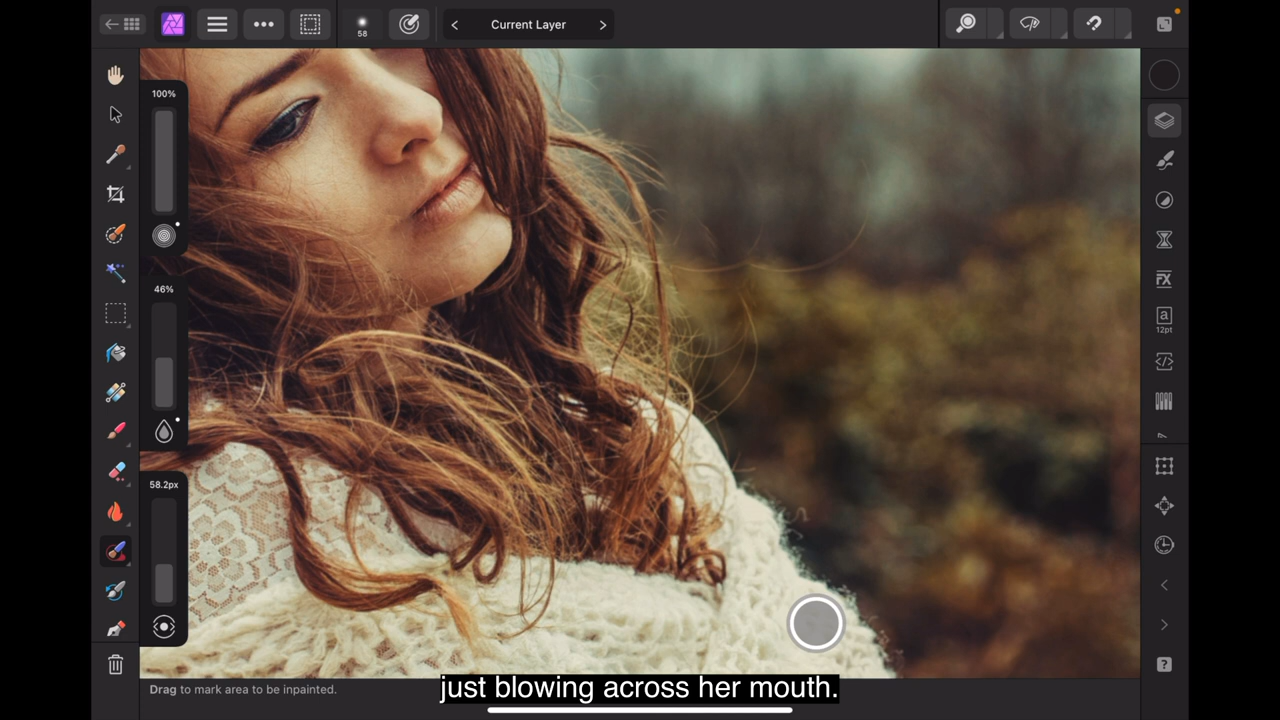 58
Current Layer
100%
46%
58.2px
a
12pt
FX
?
Drag to mark area to be inpainted.
just blowing across her mouth.